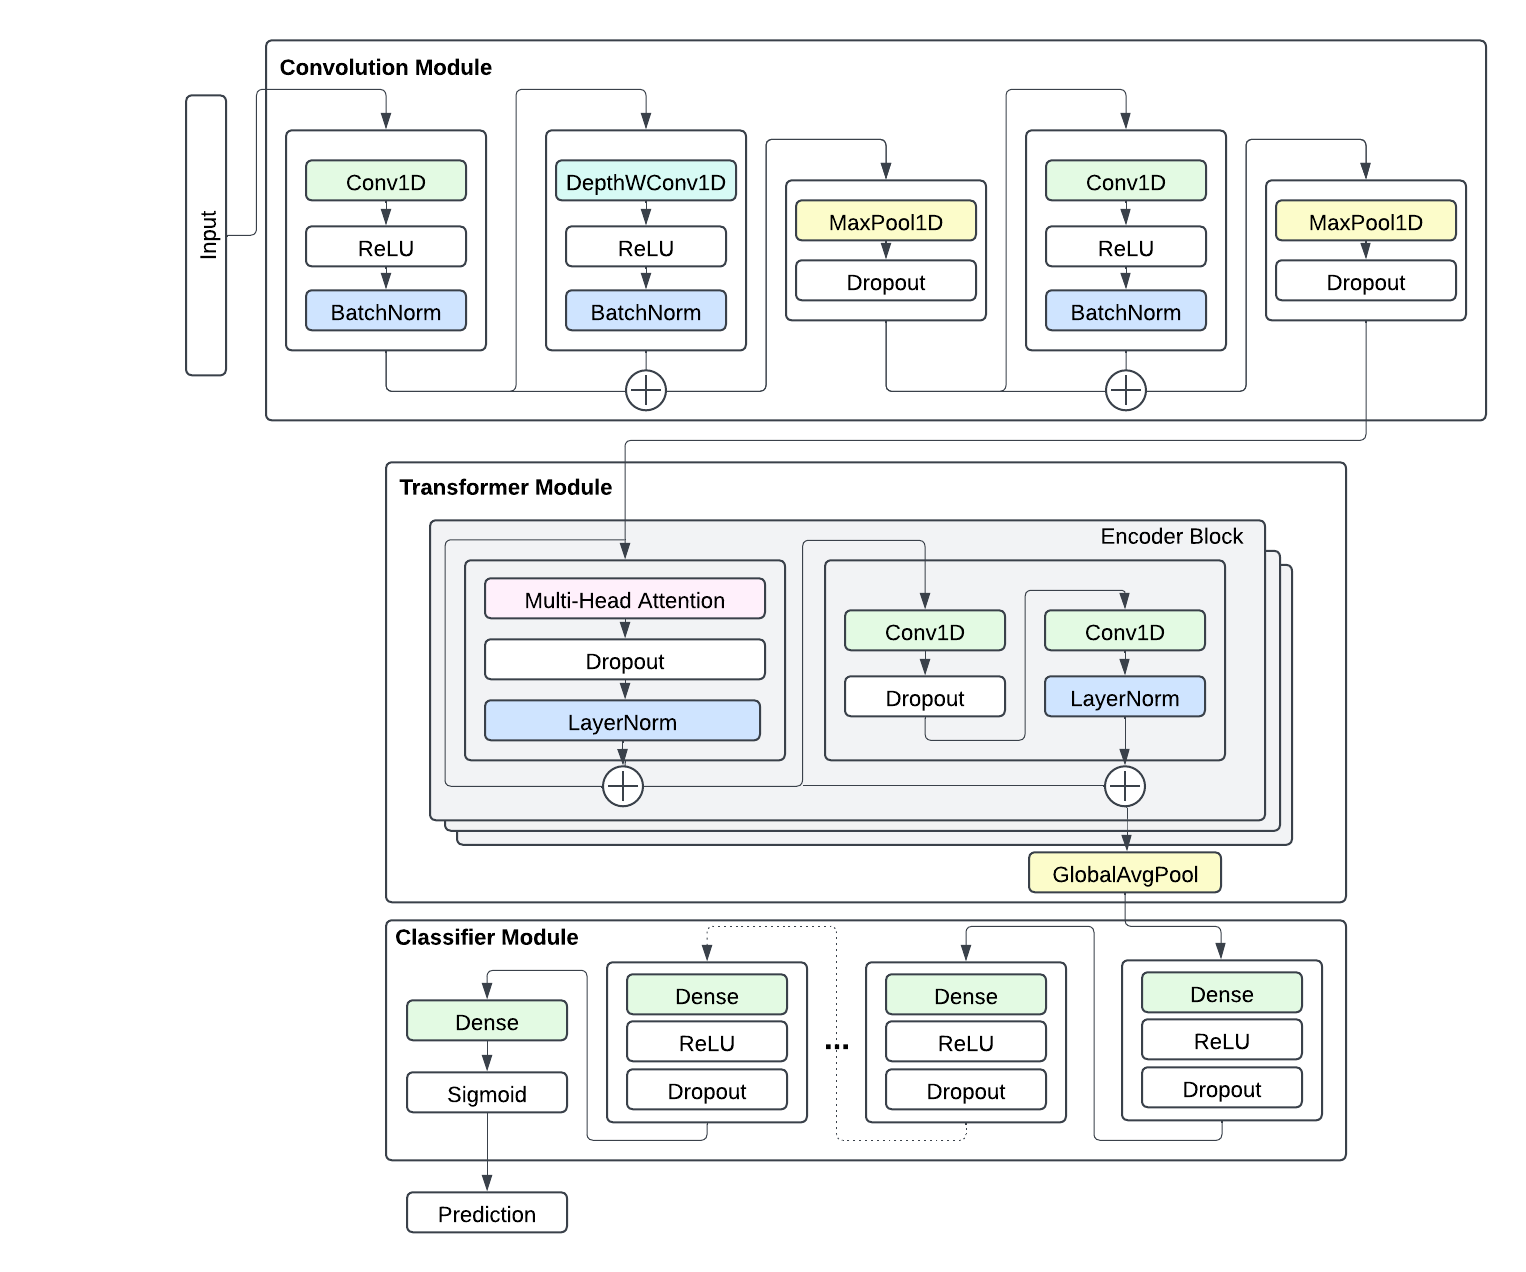 Convolution Module
Input
Conv1D
ReLU
BatchNorm
DepthWConv1D
ReLU
BatchNorm
MaxPool1D
Dropout
Conv1D
ReLU
BatchNorm
MaxPool1D
Dropout
Transformer Module
Encoder Block
Multi-Head Attention
Dropout
LayerNorm
Conv1D
Dropout
Conv1D
LayerNorm
GlobalAvgPool
Classifier Module
Dense
Sigmoid
Dense
ReLU
Dropout
...
Dense
ReLU
Dropout
Dense
ReLU
Dropout
Prediction